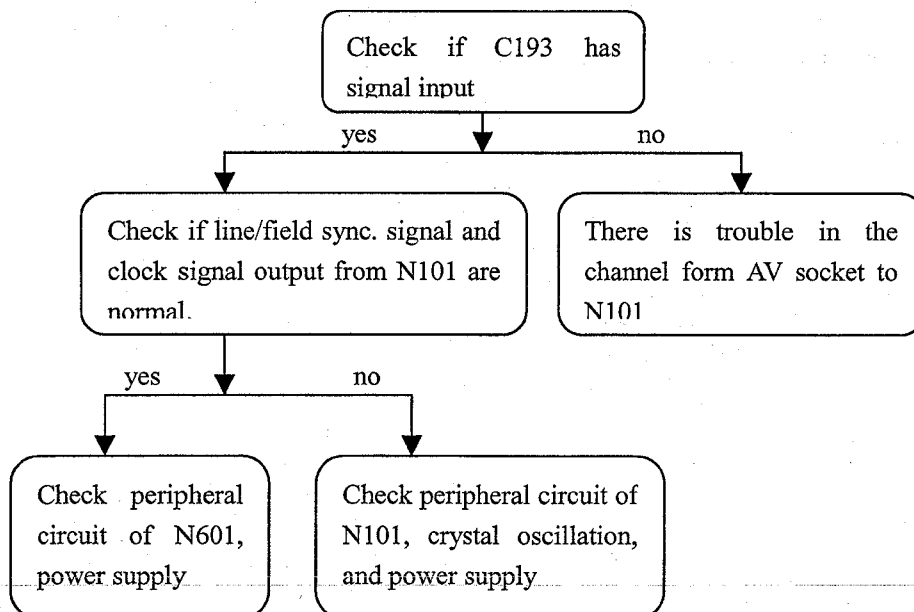 Check if C193 has
signal input
yes
no
Check if line/field sync. signal and
clock signal output from N101 are
normal.
There is trouble in the
channel form AV socket to
N101
yes
no
Check peripheral
circuit of N601,
power supply
Check peripheral circuit of
N101, crystal oscillation,
and power supply